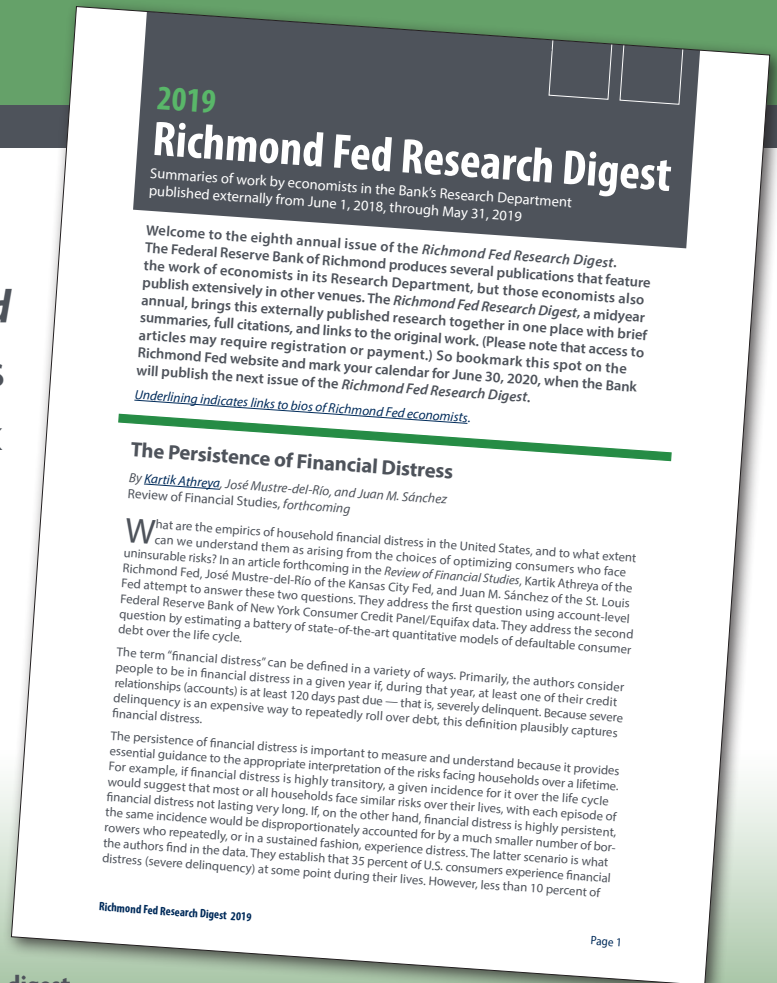 2019
Richmond Fed Research Digest
Summaries of work by economists in the Bank's Research Department
published externally from June 1, 2018, through May 31, 2019
Welcome to the eighth annual issue of the Richmond Fed Research Digest.
The Federal Reserve Bank of Richmond produces several publications that feature
the work of economists in its Research Department, but those economists also
publish extensively in other venues. The Richmond Fed Research Digest, a midyear
annual, brings this externally published research together in one place with brief
summaries, full citations, and links to the original work. (Please note that access to
articles may require registration or payment.) So bookmark this spot on the
Richmond Fed website and mark your calendar for June 30, 2020, when the Bank
will publish the next issue of the Richmond Fed Research Digest.
Underlining indicates links to bios of Richmond Fed economists.
The Persistence of Financial Distress
By Kartik Athreya, José Mustre-del-Río, and Juan M. Sánchez
Review of Financial Studies, forthcoming
What are the empirics of household financial distress in the United States, and to what extent
can we understand them as arising from the choices of optimizing consumers who face
uninsurable risks? In an article forthcoming in the Review of Financial Studies, Kartik Athreya of the
Richmond Fed, José Mustre-del-Río of the Kansas City Fed, and Juan M. Sánchez of the St. Louis
Fed attempt to answer these two questions. They address the first question using account-level
Federal Reserve Bank of New York Consumer Credit Panel/Equifax data. They address the second
question by estimating a battery of state-of-the-art quantitative models of defaultable consumer
debt over the life cycle.
The term "financial distress" can be defined in a variety of ways. Primarily, the authors consider
people to be in financial distress in a given year if, during that year, at least one of their credit
relationships (accounts) is at least 120 days past due — that is, severely delinquent. Because severe
delinquency is an expensive way to repeatedly roll over debt, this definition plausibly captures
financial distress.
The persistence of financial distress is important to measure and understand because it provides
essential guidance to the appropriate interpretation of the risks facing households over a lifetime.
For example, if financial distress is highly transitory, a given incidence for it over the life cycle
would suggest that most or all households face similar risks over their lives, with each episode of
financial distress not lasting very long. If, on the other hand, financial distress is highly persistent,
the same incidence would be disproportionately accounted for by a much smaller number of bor-
rowers who repeatedly, or in a sustained fashion, experience distress. The latter scenario is what
the authors find in the data. They establish that 35 percent of U.S. consumers experience financial
distress (severe delinquency) at some point during their lives. However, less than 10 percent of
Richmond Fed Research Digest 2019
Page 1